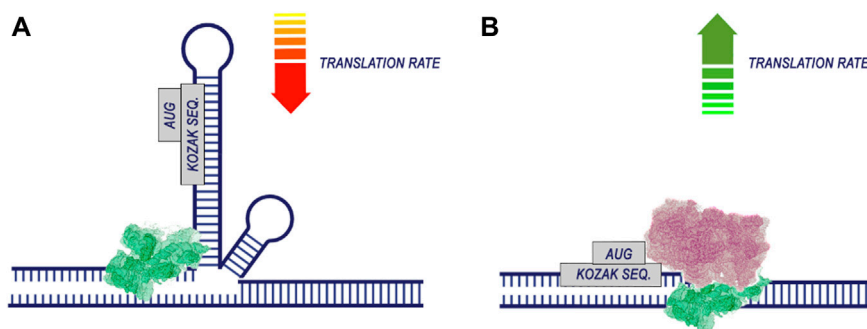 A
TRANSLATION RATE
AUG
KOZAK SEQ.
B
TRANSLATION RATE
AUG
KOZAK SEQ.